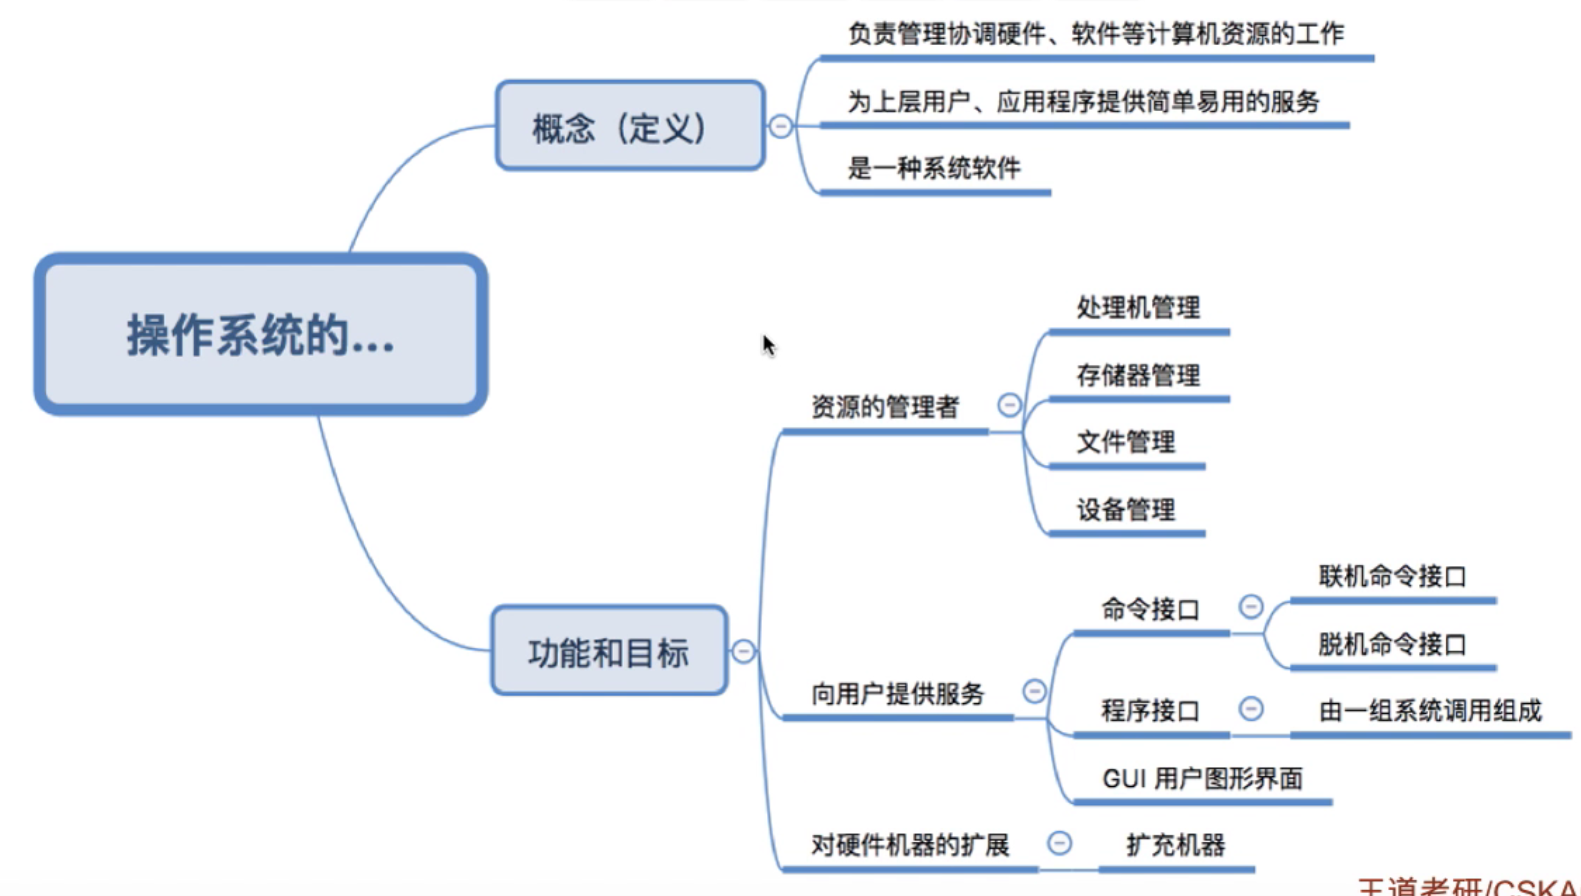 负责管理协调硬件、软件等计算机资源的工作
概念（定义）
为上层用户、应用程序提供简单易用的服务
是一种系统软件
操作系统的...
处理机管理
存储器管理
资源的管理者
文件管理
设备管理
联机命令接口
命令接口
脱机命令接口
功能和目标
向用户提供服务
程序接口
由一组系统调用组成
GUI 用户图形界面
对硬件机器的扩展
扩充机器
王道考研/CSKA